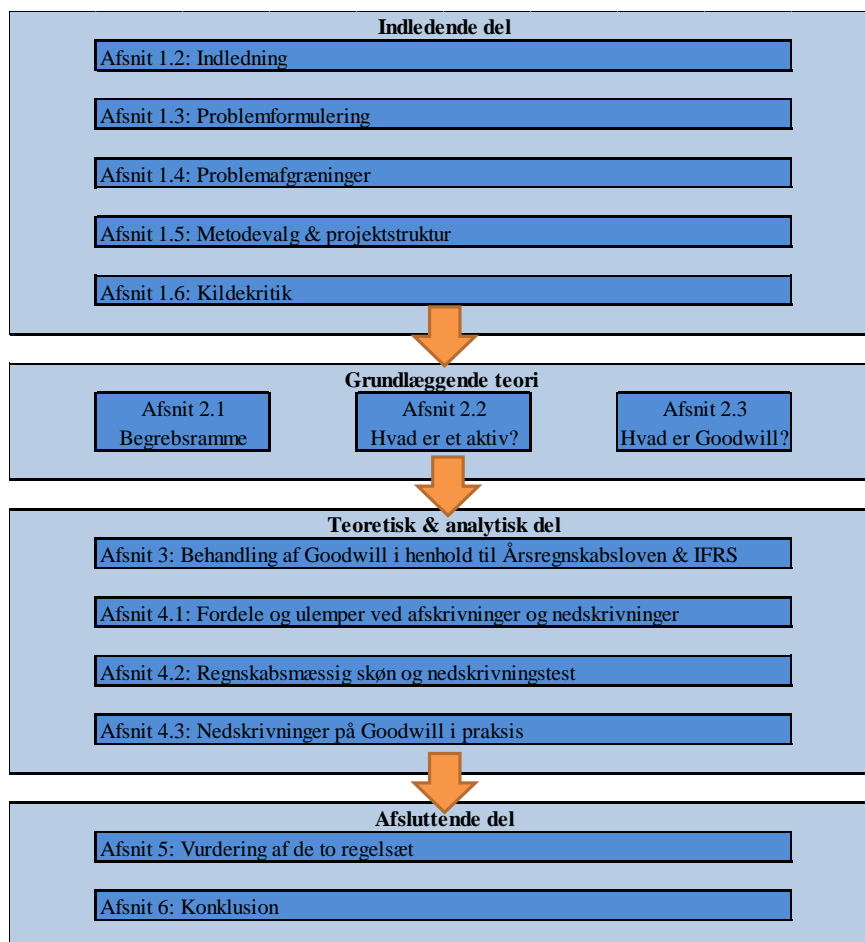 Indledende del
Afsnit 1.2: Indledning
Afsnit 1.3: Problemformulering
Afsnit 1.4: Problemafgræninger
Afsnit 1.5: Metodevalg & projektstruktur
Afsnit 1.6: Kildekritik
Grundlæggende teori
Afsnit 2.1
Begrebsramme
Afsnit 2.2
Hvad er et aktiv?
Afsnit 2.3
Hvad er Goodwill?
Teoretisk & analytisk del
Afsnit 3: Behandling af Goodwill i henhold til Årsregnskabsloven & IFRS
Afsnit 4.1: Fordele og ulemper ved afskrivninger og nedskrivninger
Afsnit 4.2: Regnskabsmæssig skøn og nedskrivningstest
Afsnit 4.3: Nedskrivninger på Goodwill i praksis
Afsluttende del
Afsnit 5: Vurdering af de to regelsæt
Afsnit 6: Konklusion